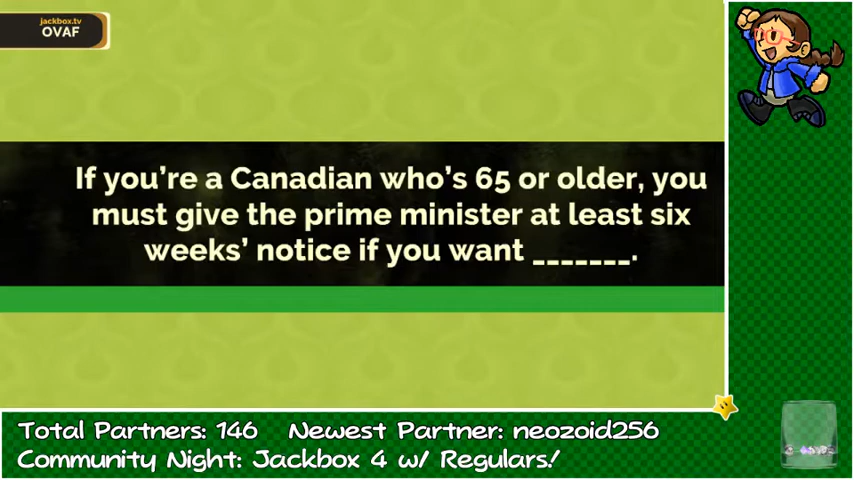 jackbox.tv
OVAF
If you're a Canadian who's 65 or older, you
must give the prime minister at least six
weeks' notice if you want _______.
Total Partners: 146 Newest Partner: neozoid256
Community Night: Jackbox 4 w/ Regulars!